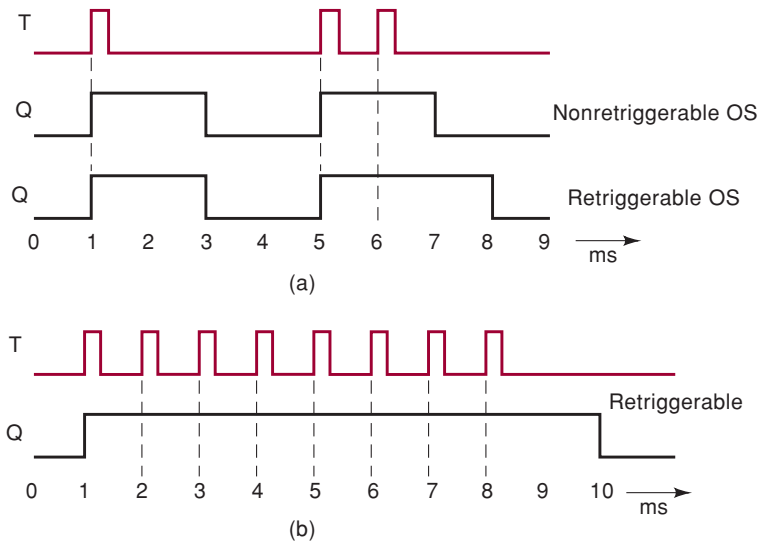 T
Q
Nonretriggerable OS
Q
Retriggerable OS
0 1 2 3 4 5 6 7 8 9
ms
(a)
T
Retriggerable
Q
0 1 2 3 4 5 6 7 8 9 10
ms
(b)